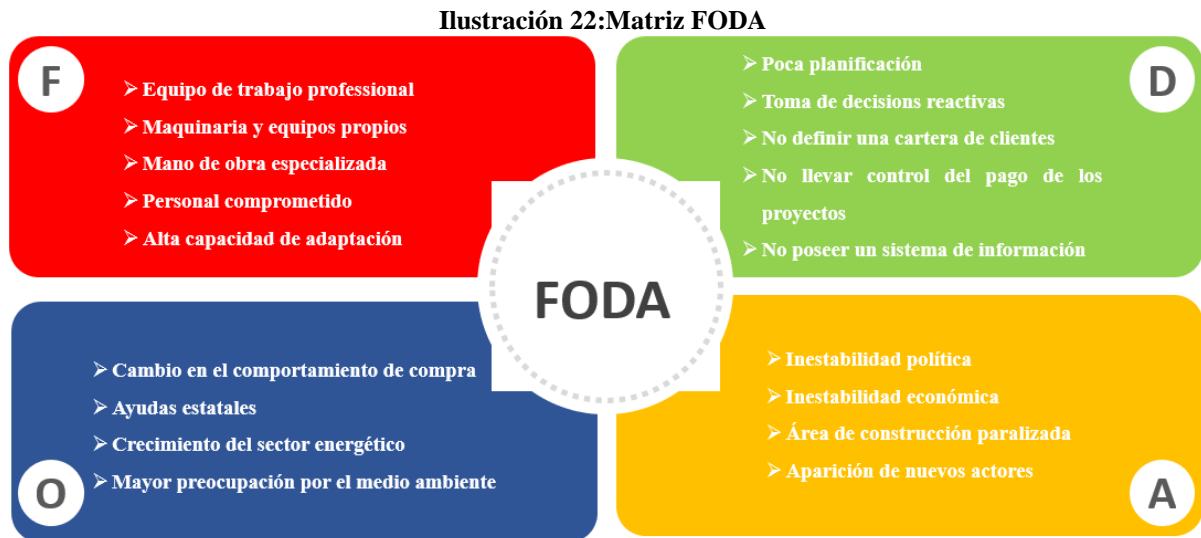 Ilustración 22:Matriz FODA
F
➢ Equipo de trabajo professional
➢ Maquinaria y equipos propios
➢ Mano de obra especializada
➢ Personal comprometido
➢ Alta capacidad de adaptación
D
➢ Poca planificación
➢ Toma de decisions reactivas
➢ No definir una cartera de clientes
➢ No llevar control del pago de los
proyectos
➢ No poseer un sistema de información
FODA
O
➢ Cambio en el comportamiento de compra
➢ Ayudas estatales
➢ Crecimiento del sector energético
➢ Mayor preocupación por el medio ambiente
A
➢ Inestabilidad política
➢ Inestabilidad económica
➢ Área de construcción paralizada
➢ Aparición de nuevos actores